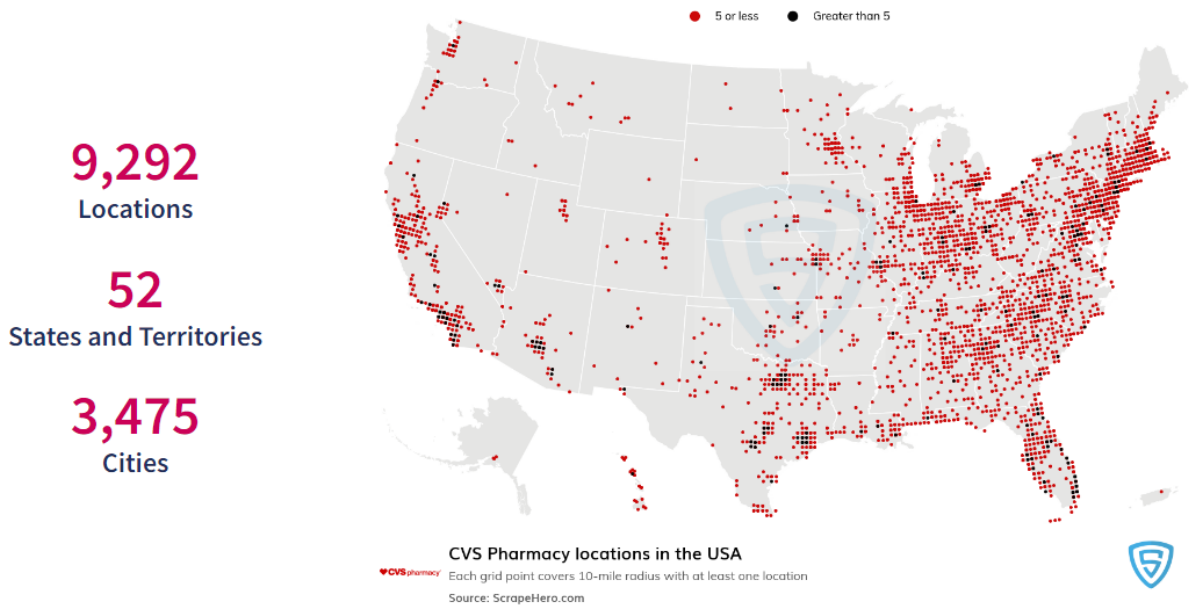 5 or less
Greater than 5
9,292
Locations
52
States and Territories
3,475
Cities
CVS Pharmacy locations in the USA
CVS pharmacy
Each grid point covers 10-mile radius with at least one location
Source: ScrapeHero.com